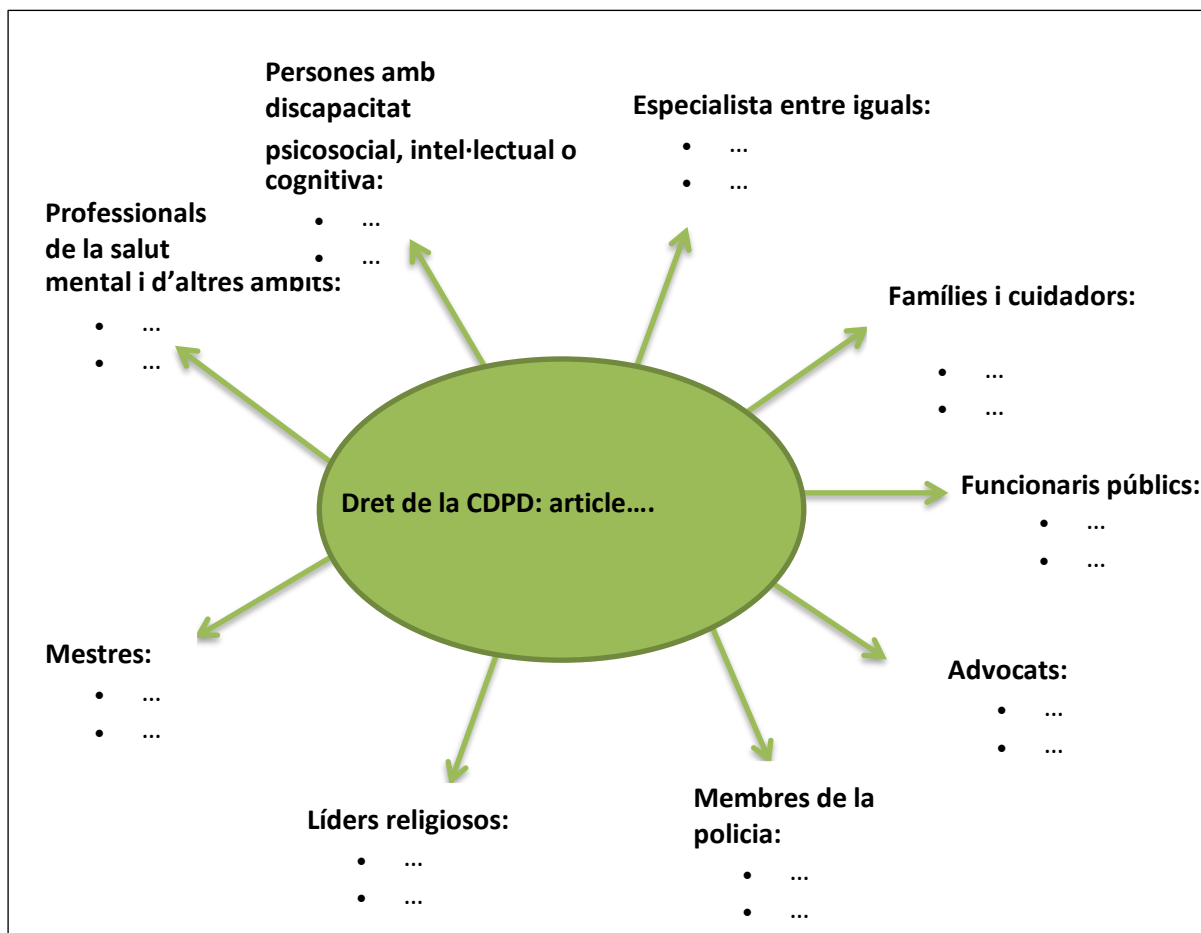 Persones amb
discapacitat
psicosocial, intel·lectual o
cognitiva:
• ...
• ...
Especialista entre iguals:
• ...
• ...
Professionals
de la salut
mental i d'altres ambits:
• ...
• ...
Famílies i cuidadors:
• ...
• ...
Dret de la CDPD: article….
Funcionaris públics:
• ...
• ...
Mestres:
• ...
• ...
Advocats:
• ...
• ...
Líders religiosos:
• ...
• ...
Membres de la
policia:
• ...
• ...